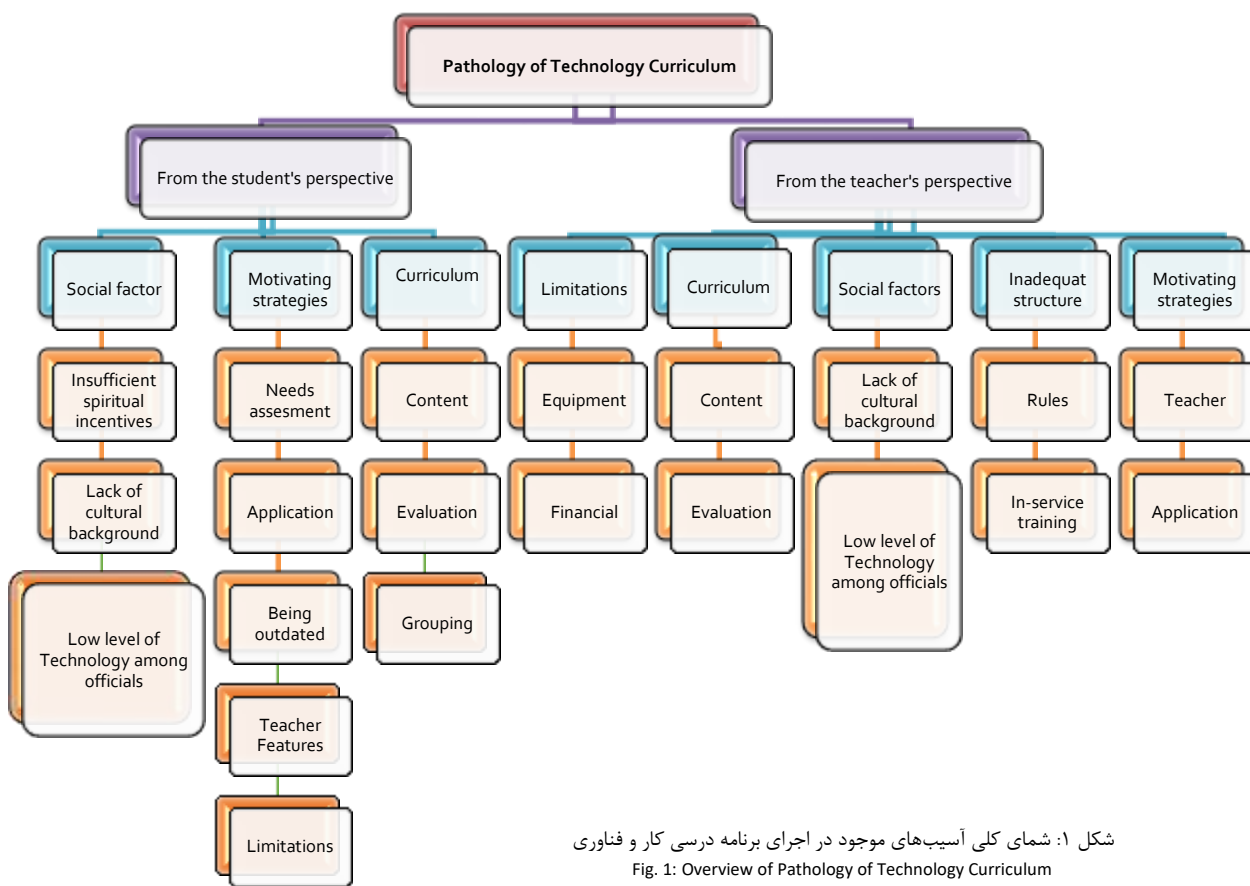 Pathology of Technology Curriculum
From the student's perspective
From the teacher's perspective
Social factor
Motivating
strategies
Curriculum
Limitations
Curriculum
Social factors
Inadequat
structure
Motivating
strategies
Insufficient
spiritual
incentives
Needs
assesment
Content
Equipment
Content
Lack of
cultural
background
Rules
Teacher
Lack of
cultural
background
Application
Evaluation
Financial
Evaluation
Low level of
Technology
among
officials
In-service
training
Application
Low level of
Technology among
officials
Being
outdated
Grouping
Teacher
Features
Limitations
شکل ۱: شمای کلی آسیب‌های موجود در اجرای برنامه درسی کار و فناوری
Fig. 1: Overview of Pathology of Technology Curriculum